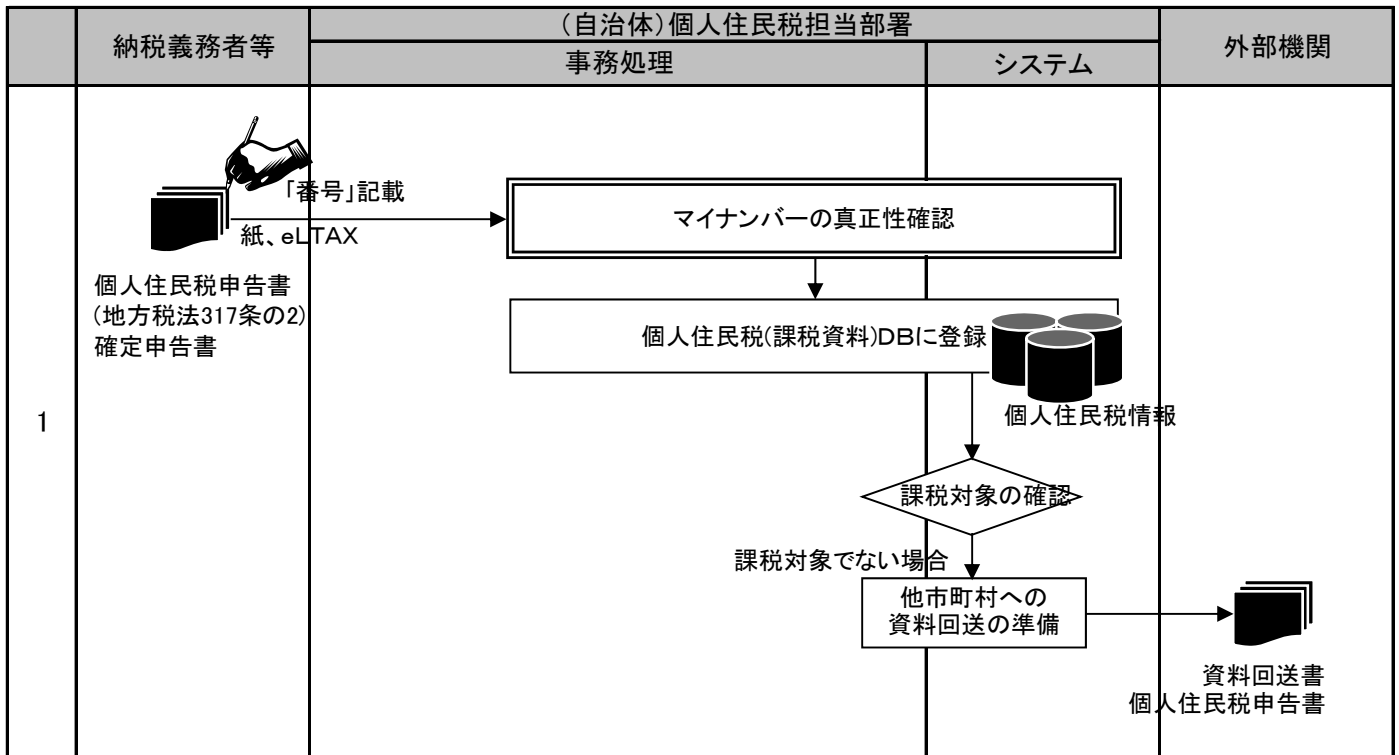 納税義務者等
(自治体)個人住民税担当部署
事務処理
システム
外部機関
1
「番号」記載
紙、eLTAX
個人住民税申告書
(地方税法317条の2)
確定申告書
マイナンバーの真正性確認
個人住民税(課税資料)DBに登録
個人住民税情報
課税対象の確認
課税対象でない場合
他市町村への
資料回送の準備
資料回送書
個人住民税申告書